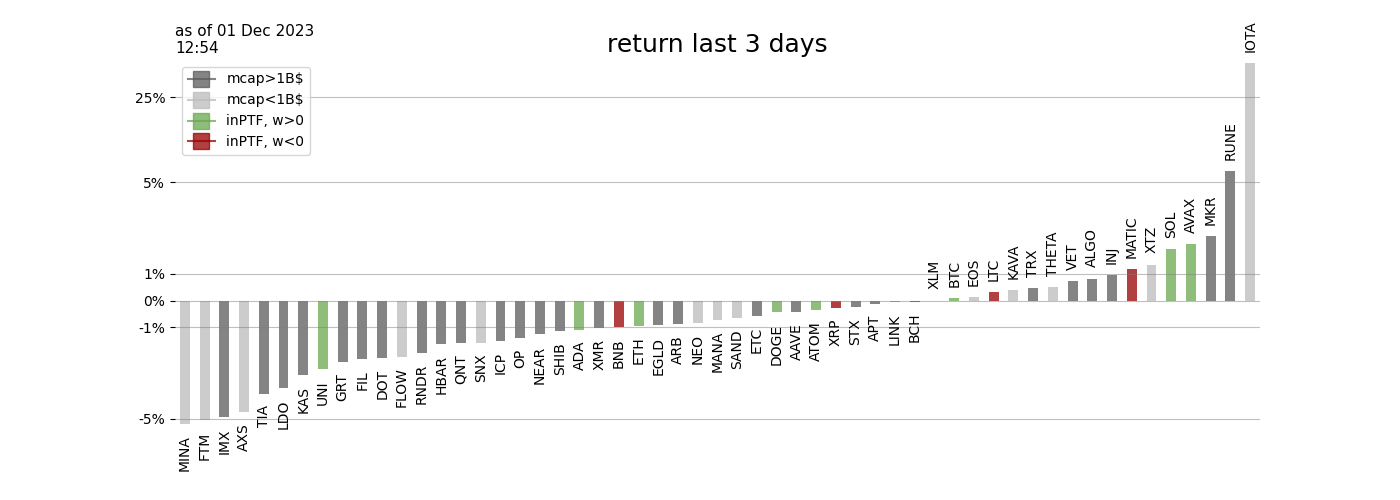 as of 01 Dec 2023
12:54
return last 3 days
mcap>1B$
mcap<1B$
inPTF, w>0
inPTF, w<0
25%
5%
1%
0%
-1%
-5%
MINA
FTM
IMX
AXS
TIA
LDO
KAS
UNI
GRT
FIL
DOT
FLOW
RNDR
HBAR
QNT
SNX
ICP
OP
NEAR
SHIB
ADA
XMR
BNB
ETH
EGLD
ARB
NEO
MANA
SAND
ETC
DOGE
AAVE
ATOM
XRP
STX
APT
LINK
BCH
XLM
BTC
EOS
LTC
KAVA
TRX
THETA
VET
ALGO
INJ
MATIC
XTZ
SOL
AVAX
MKR
RUNE
IOTA